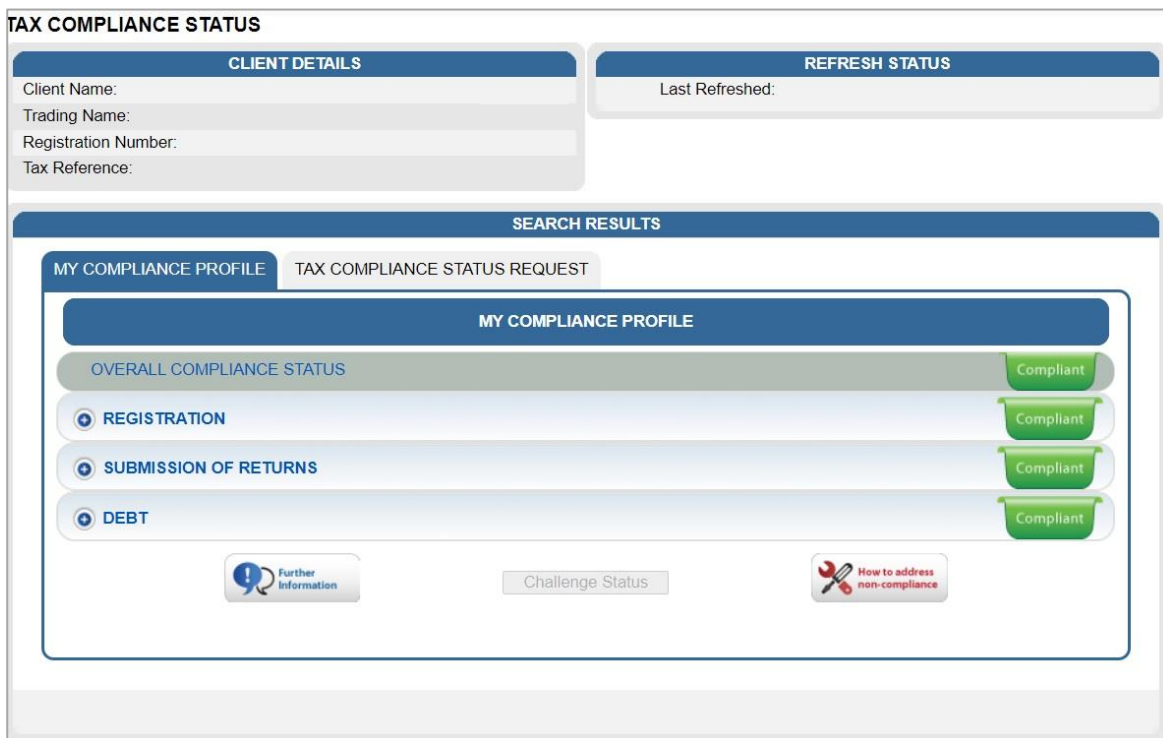 TAX COMPLIANCE STATUS
CLIENT DETAILS
Client Name:
Trading Name:
Registration Number:
Tax Reference:
REFRESH STATUS
Last Refreshed:
SEARCH RESULTS
MY COMPLIANCE PROFILE
TAX COMPLIANCE STATUS REQUEST
MY COMPLIANCE PROFILE
OVERALL COMPLIANCE STATUS
Compliant
REGISTRATION
Compliant
SUBMISSION OF RETURNS
Compliant
DEBT
Compliant
Further
Information
Challenge Status
How to address
non-compliance